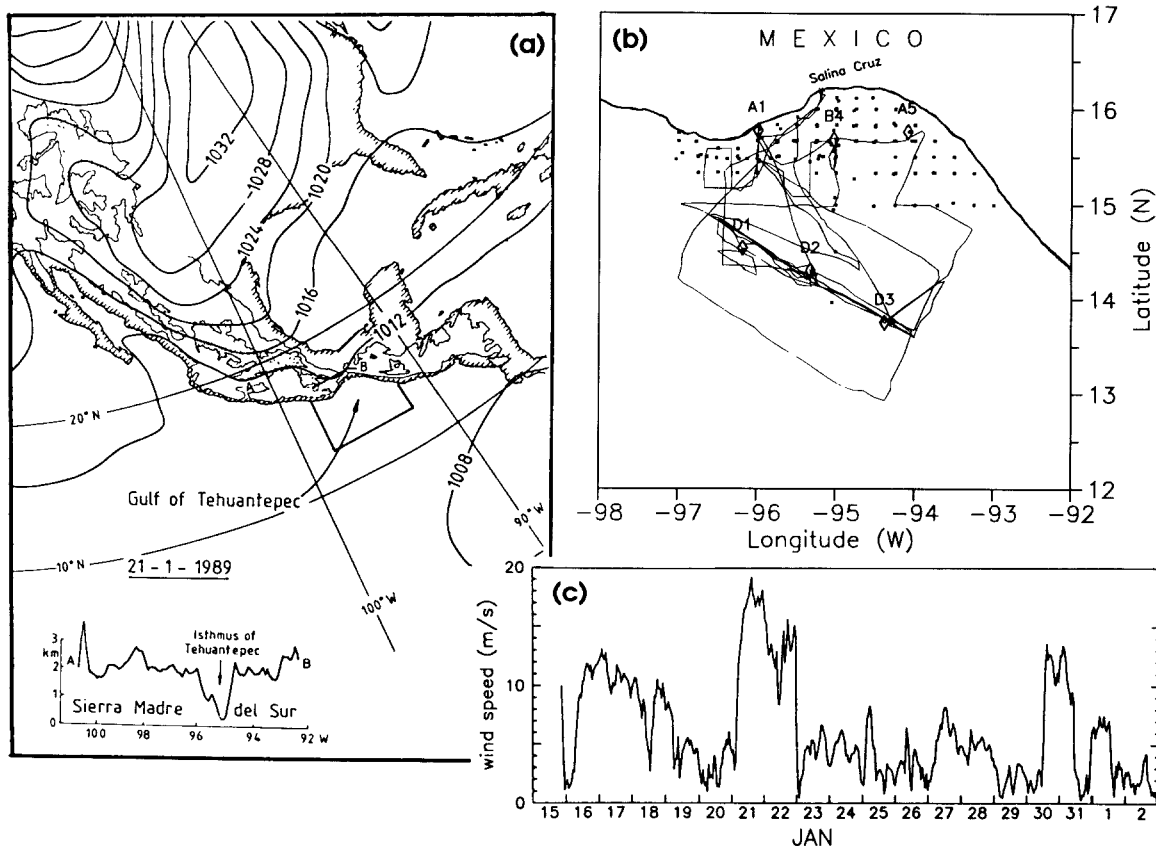 (a)
1032
1028
1020
1024
1016
1012
B
A
20° N
1008
Gulf of Tehuantepec
90° W
10° N
21 - 1 - 1989
100° W
Isthmus of
Tehuantepec
3
km
2
1
0
A
B
Sierra Madre del Sur
100 98 96 94 92 W
(b)
MEXICO
Salina Cruz
A1
B4
A5
D1
D2
D3
17
16
15
14
13
12
Latitude (N)
-98 -97 -96 -95 -94 -93 -92
Longitude (W)
(c)
20
10
0
wind speed (m/s)
15 16 17 18 19 20 21 22 23 24 25 26 27 28 29 30 31 1 2
JAN